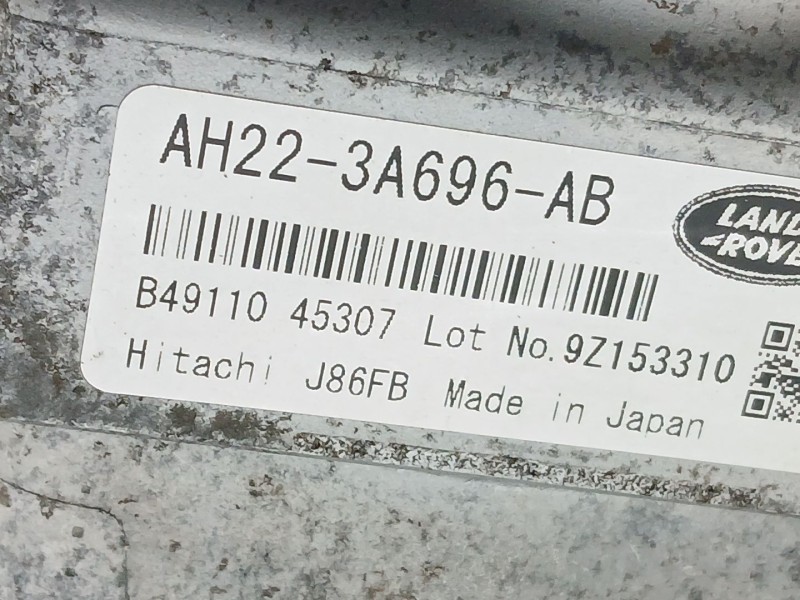 AH22-3A696-AB
LAND
ROVER
B49110 45307 Lot No.9Z153310
Hitachi J86FB Made in Japan